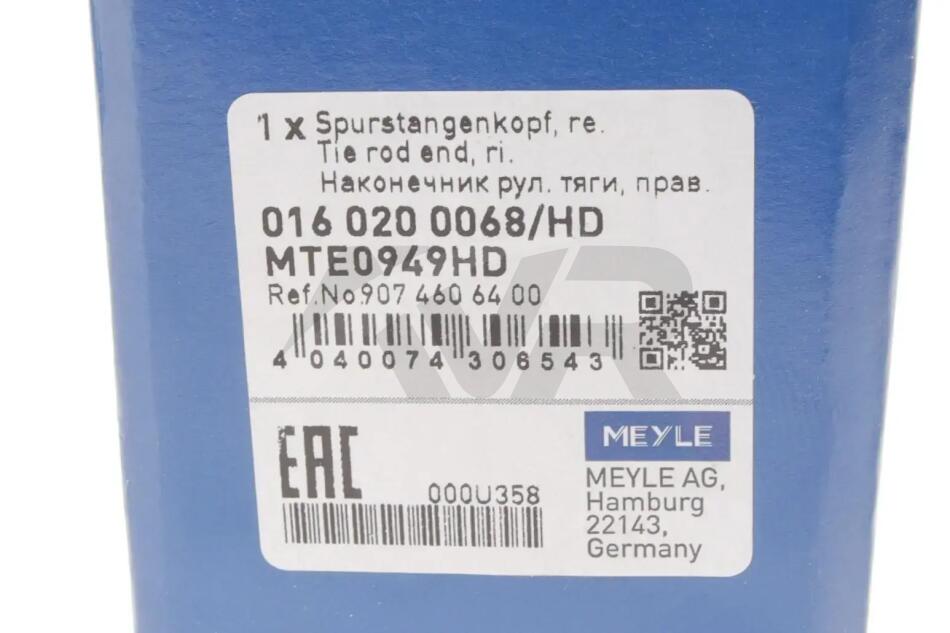 1 x Spurstangenkopf, re.
Tie rod end, ri.
Наконечник рул. тяги, прав.
016 020 0068/HD
MTE0949HD
Ref.No.907 460 64 00
4 040074 306543
EAC
000U358
MEYLE
MEYLE AG,
Hamburg
22143,
Germany